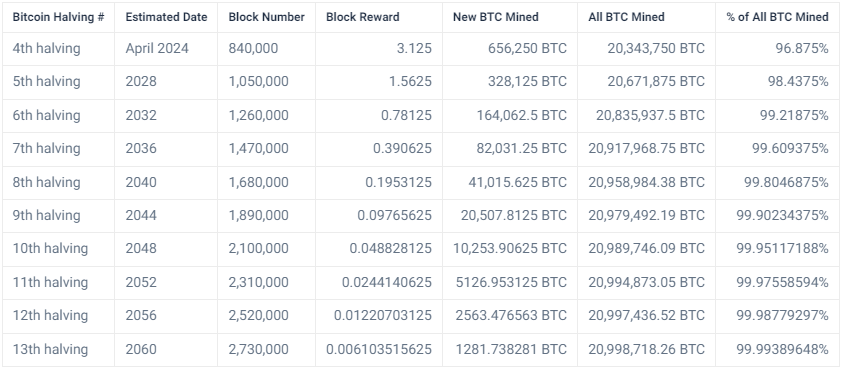 Bitcoin Halving # Estimated Date Block Number Block Reward New BTC Mined All BTC Mined % of All BTC Mined
4th halving April 2024 840,000 3.125 656,250 BTC 20,343,750 BTC 96.875%
5th halving 2028 1,050,000 1.5625 328,125 BTC 20,671,875 BTC 98.4375%
6th halving 2032 1,260,000 0.78125 164,062.5 BTC 20,835,937.5 BTC 99.21875%
7th halving 2036 1,470,000 0.390625 82,031.25 BTC 20,917,968.75 BTC 99.609375%
8th halving 2040 1,680,000 0.1953125 41,015.625 BTC 20,958,984.38 BTC 99.8046875%
9th halving 2044 1,890,000 0.09765625 20,507.8125 BTC 20,979,492.19 BTC 99.90234375%
10th halving 2048 2,100,000 0.048828125 10,253.90625 BTC 20,989,746.09 BTC 99.95117188%
11th halving 2052 2,310,000 0.0244140625 5126.953125 BTC 20,994,873.05 BTC 99.97558594%
12th halving 2056 2,520,000 0.01220703125 2563.476563 BTC 20,997,436.52 BTC 99.98779297%
13th halving 2060 2,730,000 0.006103515625 1281.738281 BTC 20,998,718.26 BTC 99.99389648%